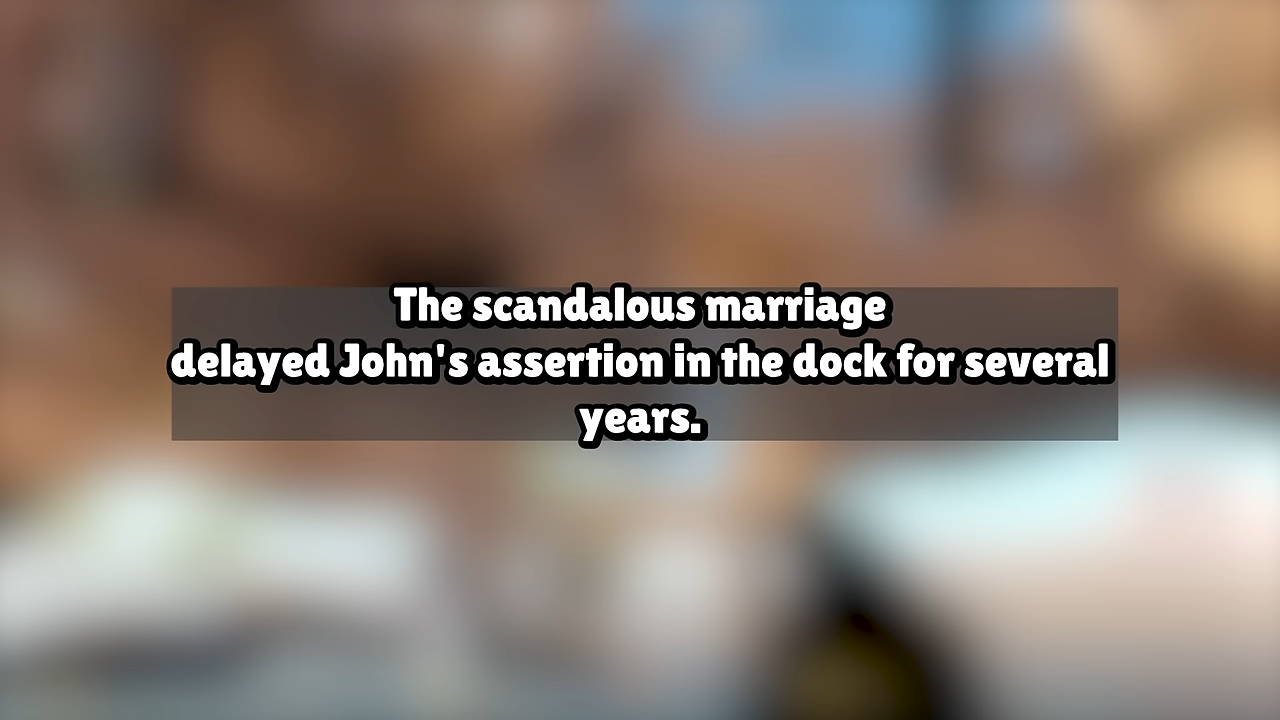 The scandalous marriage
delayed John's assertion in the dock for several
years.